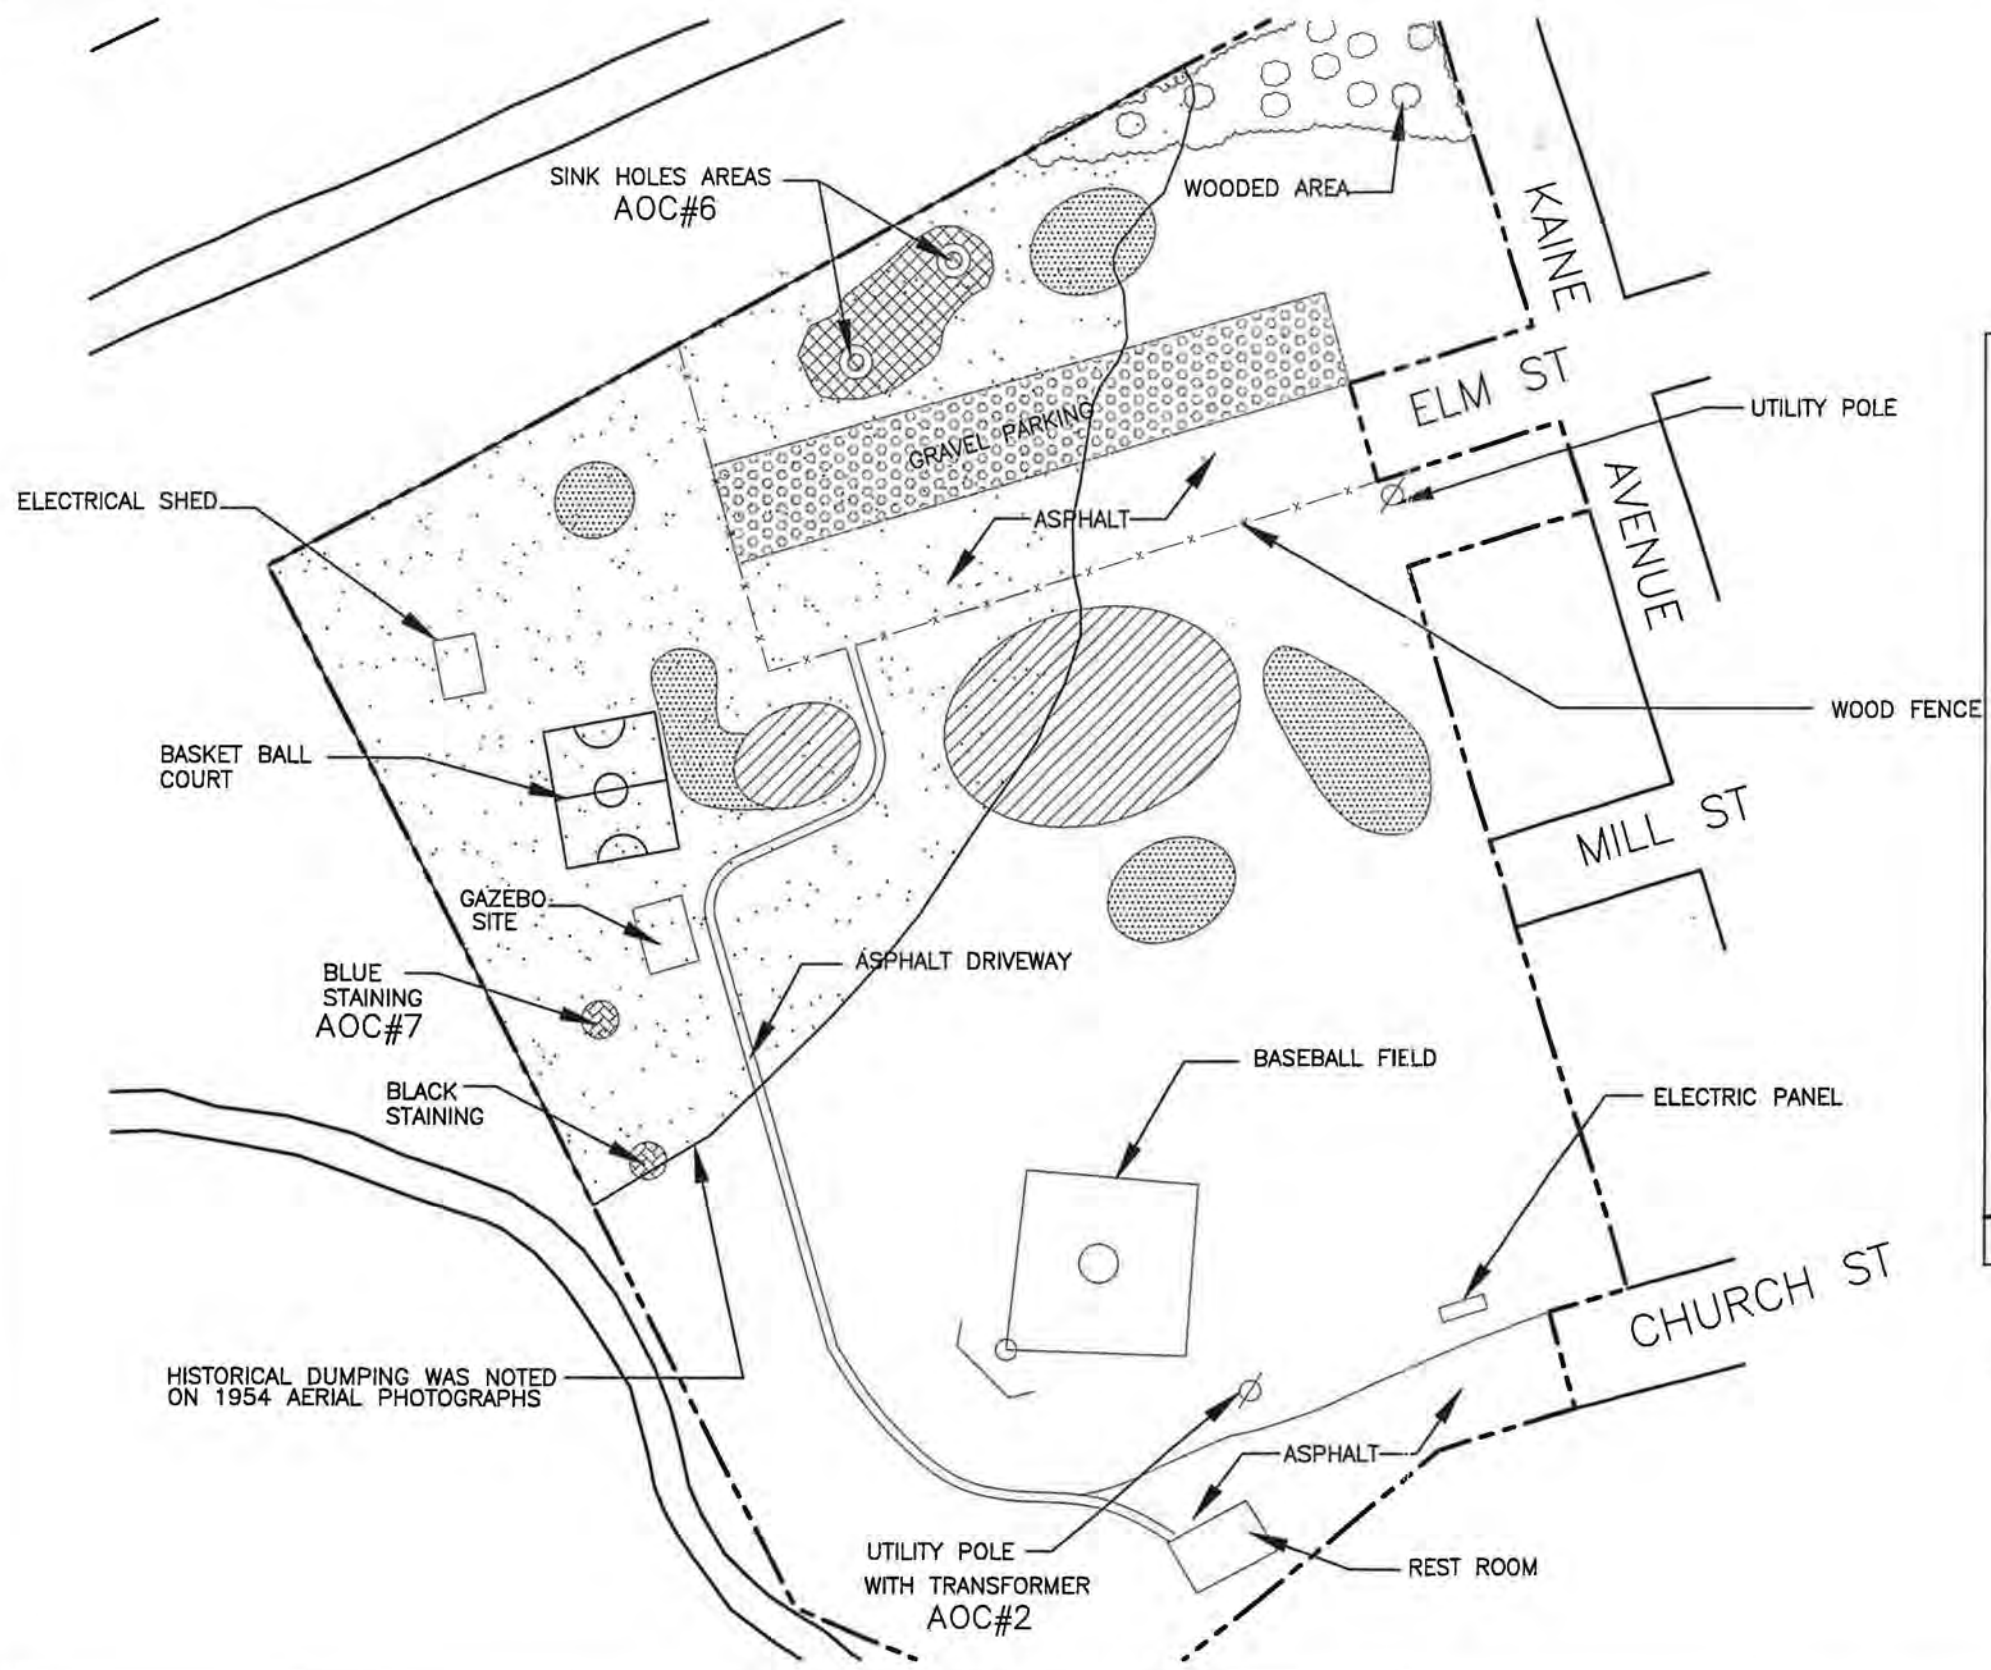 SINK HOLES AREAS
AOC#6
WOODED AREA
KAINE
AVENUE
ELM ST
UTILITY POLE
GRAVEL PARKING
ELECTRICAL SHED
ASPHALT
WOOD FENCE
BASKET BALL
COURT
MILL ST
GAZEBO
SITE
ASPHALT DRIVEWAY
BLUE
STAINING
AOC#7
BASEBALL FIELD
BLACK
STAINING
ELECTRIC PANEL
CHURCH ST
HISTORICAL DUMPING WAS NOTED
ON 1954 AERIAL PHOTOGRAPHS
ASPHALT
UTILITY POLE
WITH TRANSFORMER
AOC#2
REST ROOM